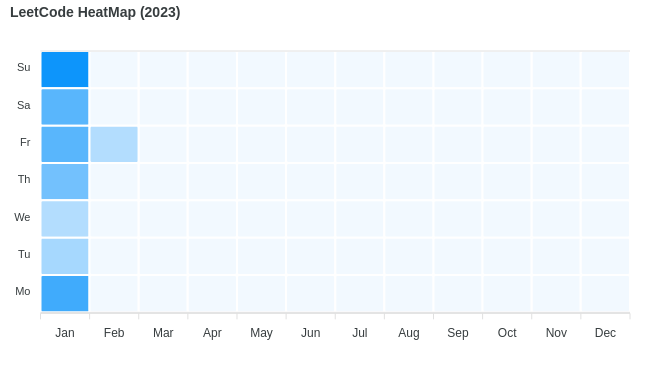 LeetCode HeatMap (2023)
Su
Sa
Fr
Th
We
Tu
Mo
Jan Feb Mar Apr May Jun Jul Aug Sep Oct Nov Dec